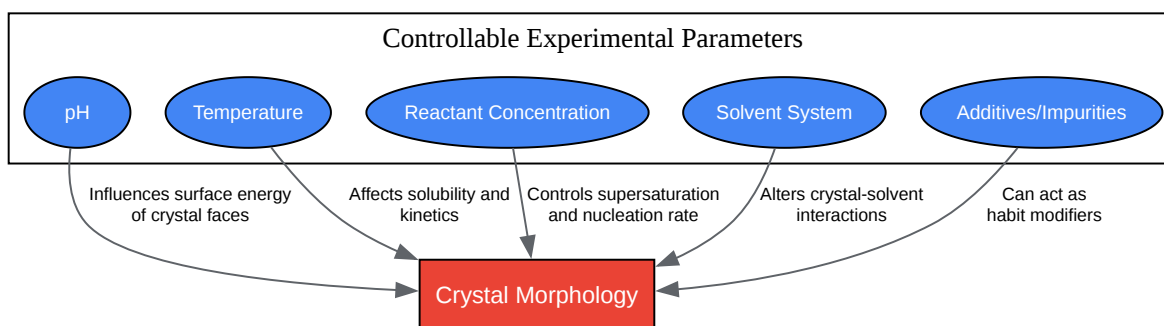 Controllable Experimental Parameters
pH
Temperature
Reactant Concentration
Solvent System
Additives/Impurities
Influences surface energy
of crystal faces
Affects solubility and
kinetics
Controls supersaturation
and nucleation rate
Alters crystal-solvent
interactions
Can act as
habit modifiers
Crystal Morphology